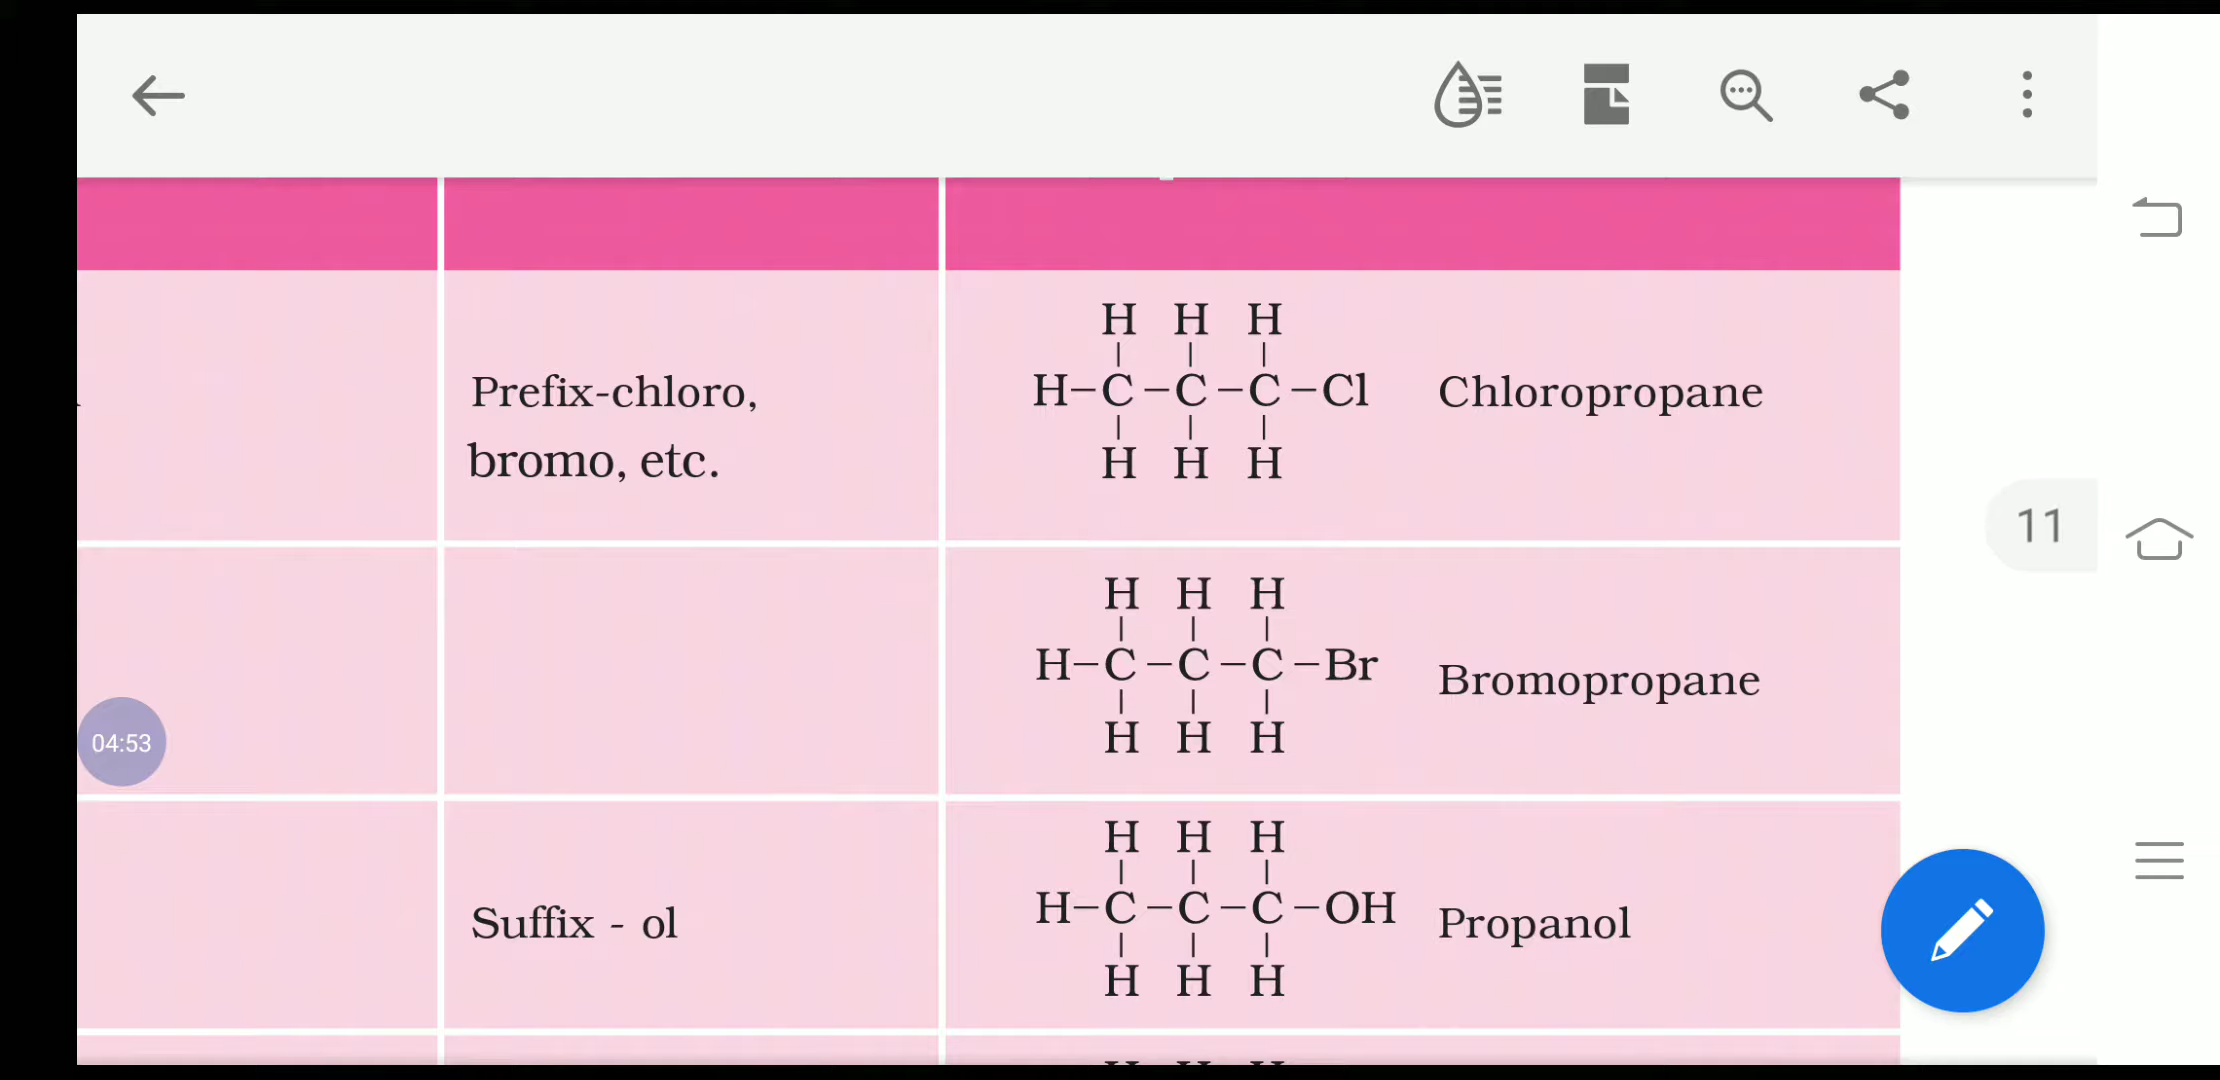 H H H
Prefix-chloro,
H–C–C–C–Cl
Chloropropane
bromo, etc.
H H H
11
H H H
H–C–C–C–Br
Bromopropane
H H H
04:53
H H H
Suffix - ol
H–C–C–C–OH
Propanol
H H H